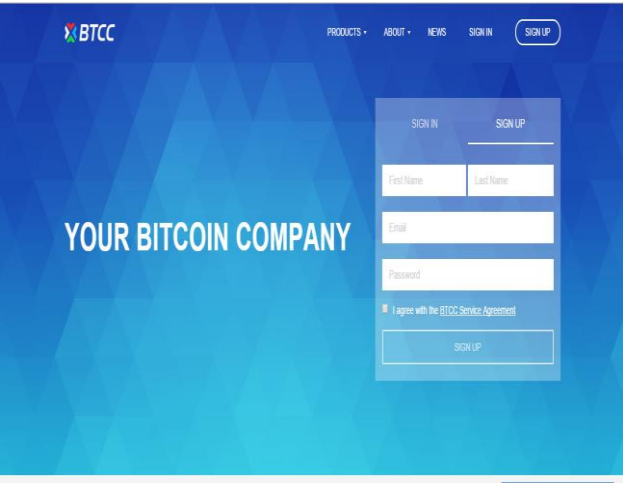 BTCC
PRODUCTS ABOUT NEWS SIGN IN SIGN UP
SIGN IN SIGN UP
First Name Last Name
YOUR BITCOIN COMPANY
Email
Password
I agree with the BTCC Service Agreement
SIGN UP